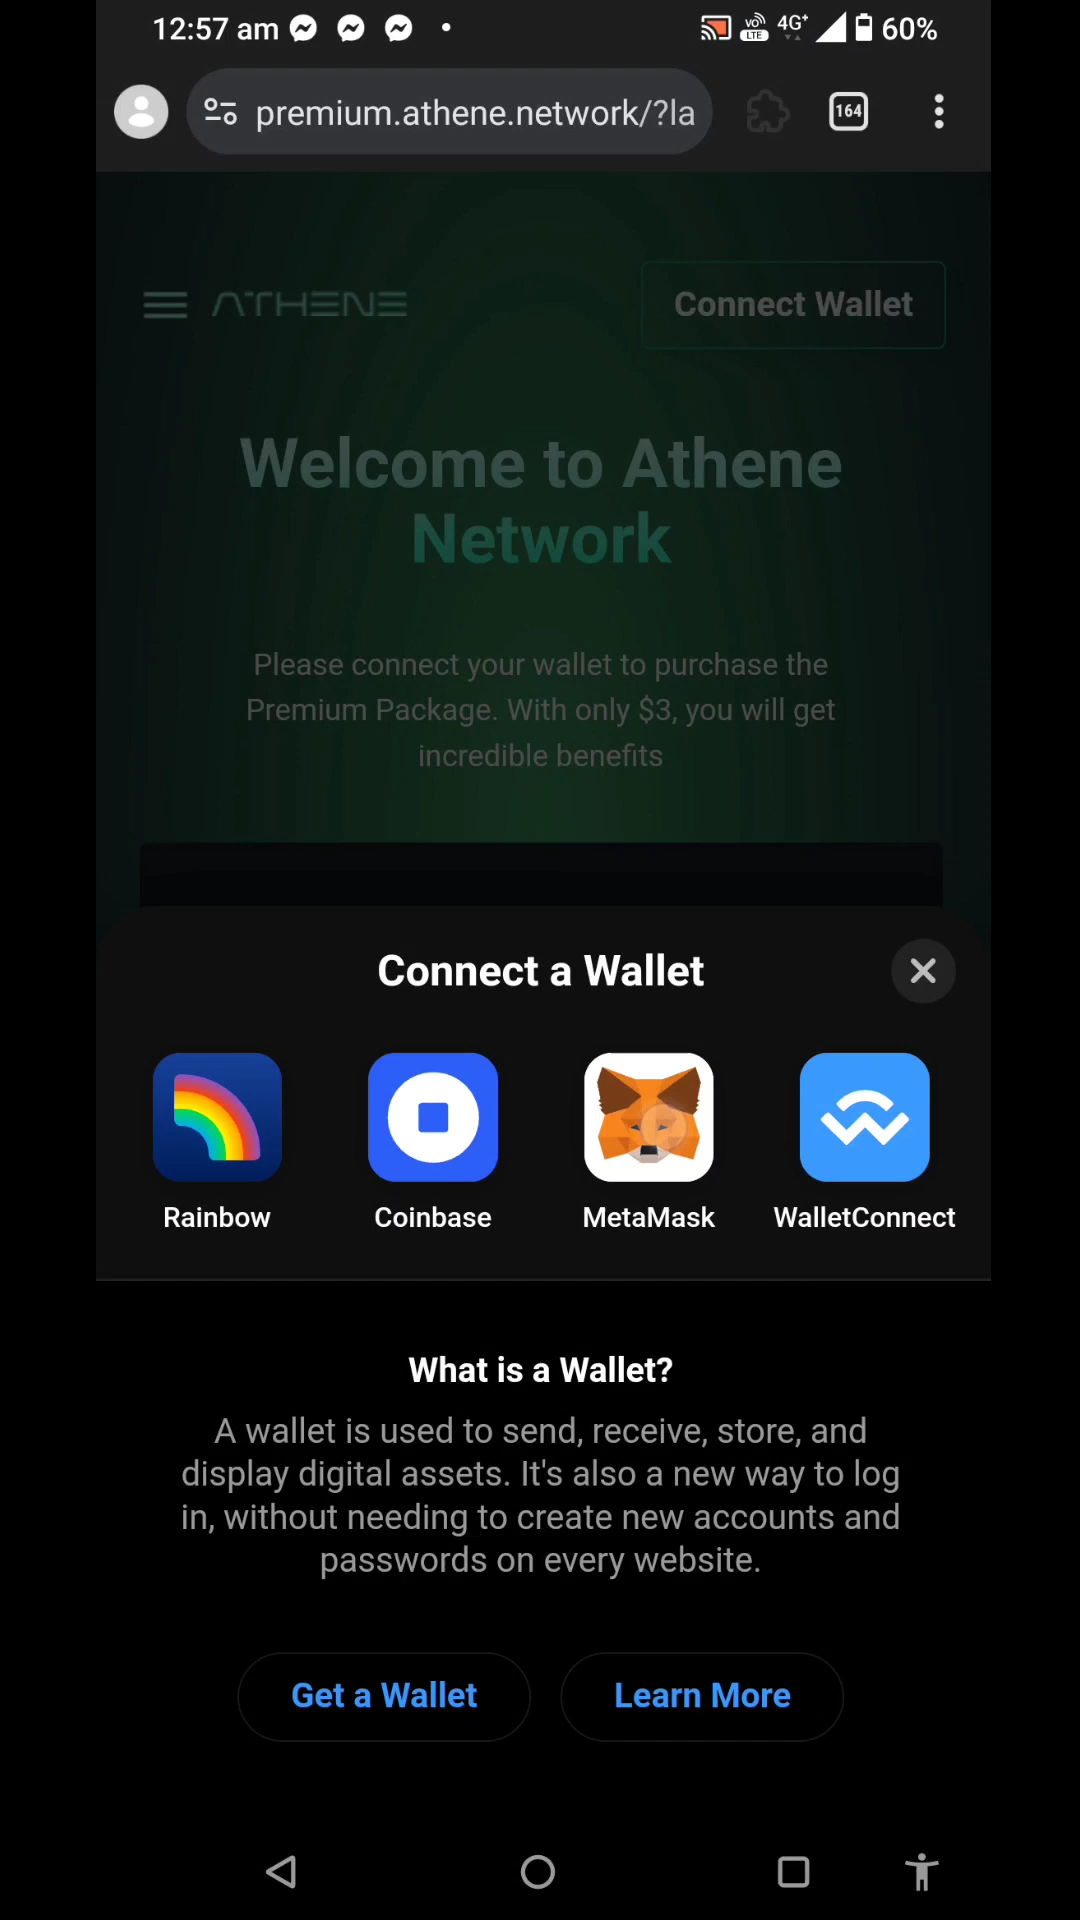 12:57 am
VO LTE 4G+ 60%
premium.athene.network/?la
164
ATHENE
Connect Wallet
Welcome to Athene
Network
Please connect your wallet to purchase the
Premium Package. With only $3, you will get
incredible benefits
Connect a Wallet
Rainbow
Coinbase
MetaMask
WalletConnect
What is a Wallet?
A wallet is used to send, receive, store, and
display digital assets. It's also a new way to log
in, without needing to create new accounts and
passwords on every website.
Get a Wallet
Learn More